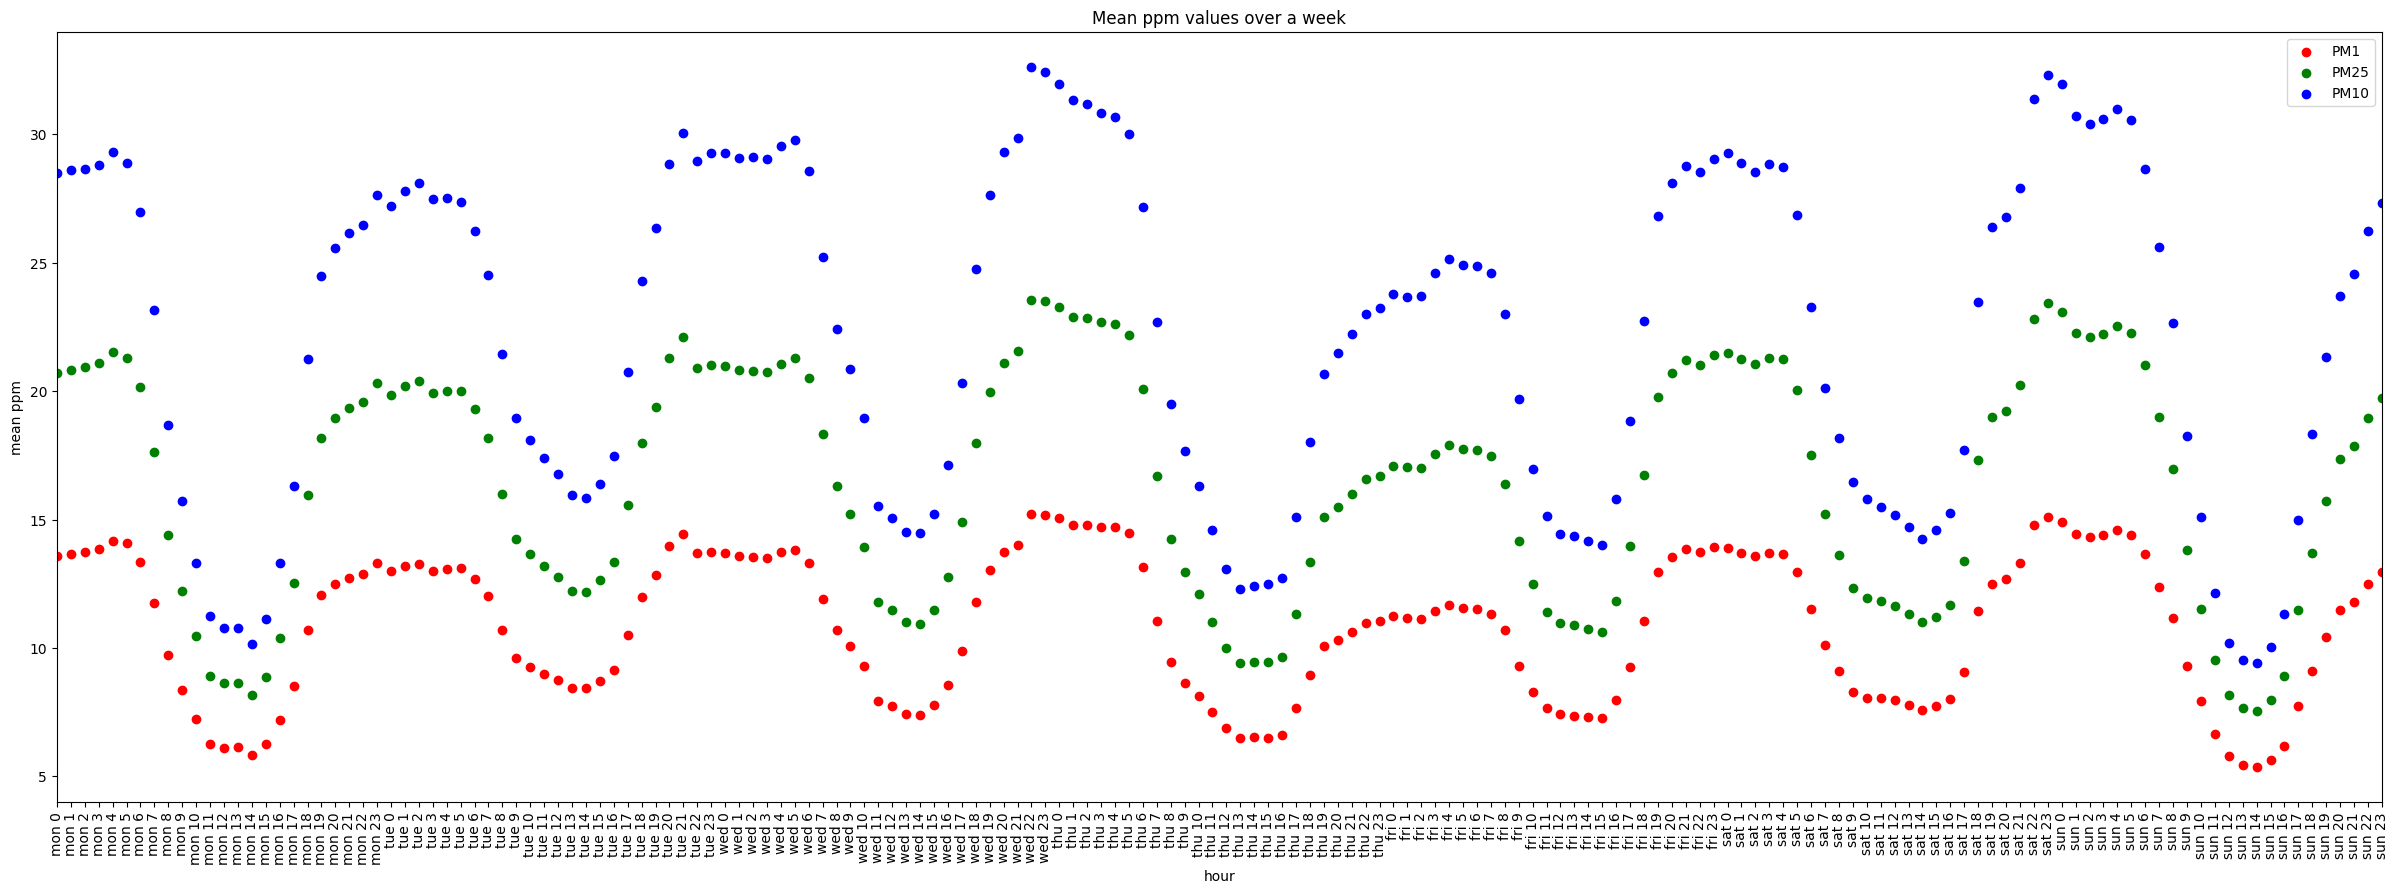 Mean ppm values over a week
PM1
PM25
PM10
mean ppm
30
25
20
15
10
5
mon 0
mon 1
mon 2
mon 3
mon 4
mon 5
mon 6
mon 7
mon 8
mon 9
mon 10
mon 11
mon 12
mon 13
mon 14
mon 15
mon 16
mon 17
mon 18
mon 19
mon 20
mon 21
mon 22
mon 23
tue 0
tue 1
tue 2
tue 3
tue 4
tue 5
tue 6
tue 7
tue 8
tue 9
tue 10
tue 11
tue 12
tue 13
tue 14
tue 15
tue 16
tue 17
tue 18
tue 19
tue 20
tue 21
tue 22
tue 23
wed 0
wed 1
wed 2
wed 3
wed 4
wed 5
wed 6
wed 7
wed 8
wed 9
wed 10
wed 11
wed 12
wed 13
wed 14
wed 15
wed 16
wed 17
wed 18
wed 19
wed 20
wed 21
wed 22
wed 23
thu 0
thu 1
thu 2
thu 3
thu 4
thu 5
thu 6
thu 7
thu 8
thu 9
thu 10
thu 11
thu 12
thu 13
thu 14
thu 15
thu 16
thu 17
thu 18
thu 19
thu 20
thu 21
thu 22
thu 23
fri 0
fri 1
fri 2
fri 3
fri 4
fri 5
fri 6
fri 7
fri 8
fri 9
fri 10
fri 11
fri 12
fri 13
fri 14
fri 15
fri 16
fri 17
fri 18
fri 19
fri 20
fri 21
fri 22
fri 23
sat 0
sat 1
sat 2
sat 3
sat 4
sat 5
sat 6
sat 7
sat 8
sat 9
sat 10
sat 11
sat 12
sat 13
sat 14
sat 15
sat 16
sat 17
sat 18
sat 19
sat 20
sat 21
sat 22
sat 23
sun 0
sun 1
sun 2
sun 3
sun 4
sun 5
sun 6
sun 7
sun 8
sun 9
sun 10
sun 11
sun 12
sun 13
sun 14
sun 15
sun 16
sun 17
sun 18
sun 19
sun 20
sun 21
sun 22
sun 23
hour